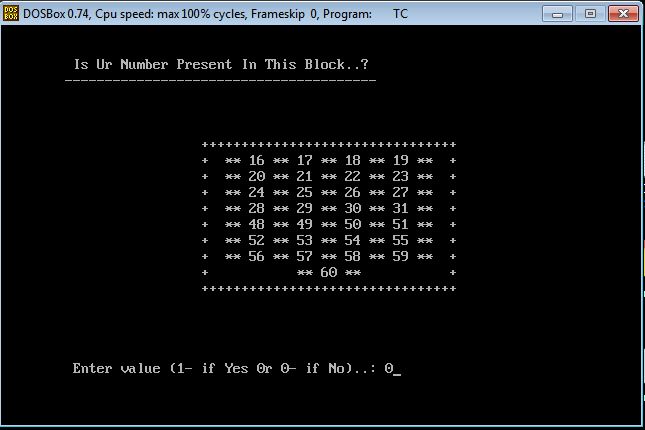 DOS BOX DOSBox 0.74, Cpu speed: max 100% cycles, Frameskip 0, Program: TC
Is Ur Number Present In This Block..?
---------------------------------------
++++++++++++++++++++++++++++++++
+ ** 16 ** 17 ** 18 ** 19 ** +
+ ** 20 ** 21 ** 22 ** 23 ** +
+ ** 24 ** 25 ** 26 ** 27 ** +
+ ** 28 ** 29 ** 30 ** 31 ** +
+ ** 48 ** 49 ** 50 ** 51 ** +
+ ** 52 ** 53 ** 54 ** 55 ** +
+ ** 56 ** 57 ** 58 ** 59 ** +
+ ** 60 ** +
++++++++++++++++++++++++++++++++
Enter value (1- if Yes Or 0- if No)..: 0_